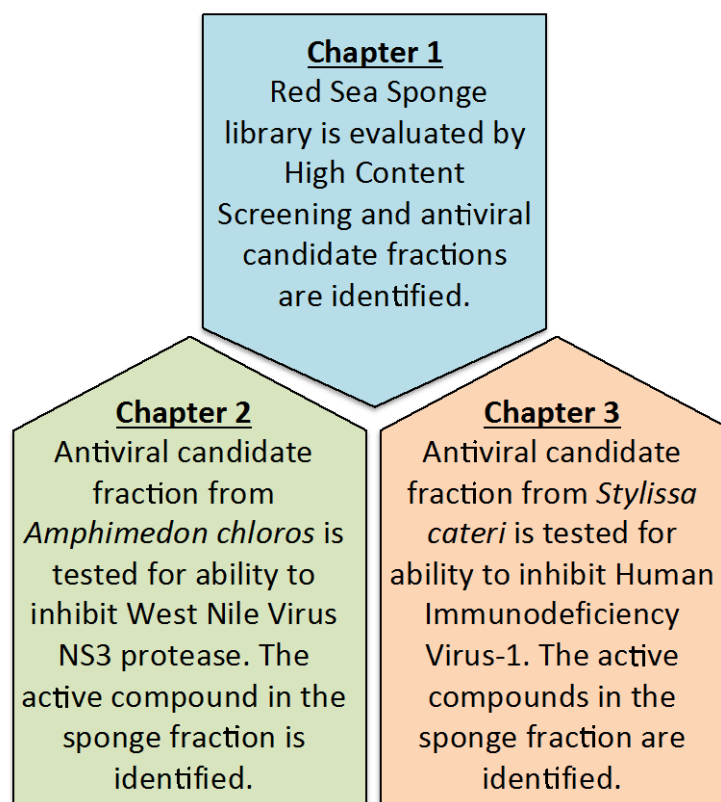 Chapter 1
Red Sea Sponge
library is evaluated by
High Content
Screening and antiviral
candidate fractions
are identified.
Chapter 2
Antiviral candidate
fraction from
Amphimedon chloros is
tested for ability to
inhibit West Nile Virus
NS3 protease. The
active compound in the
sponge fraction is
identified.
Chapter 3
Antiviral candidate
fraction from Stylissa
cateri is tested for
ability to inhibit Human
Immunodeficiency
Virus-1. The active
compounds in the
sponge fraction are
identified.